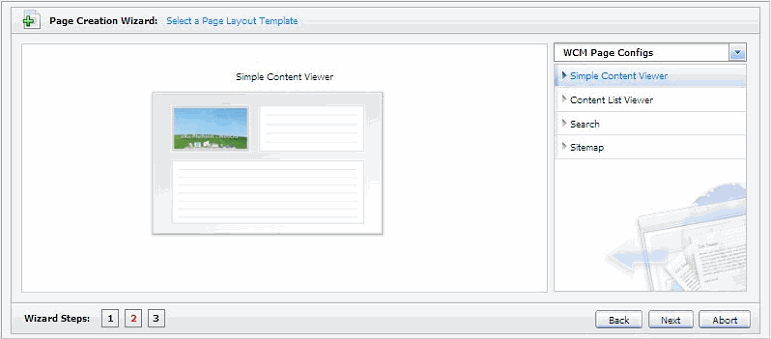 Page Creation Wizard: Select a Page Layout Template
Simple Content Viewer
WCM Page Configs
Simple Content Viewer
Content List Viewer
Search
Sitemap
Wizard Steps: 1 2 3
Back Next Abort